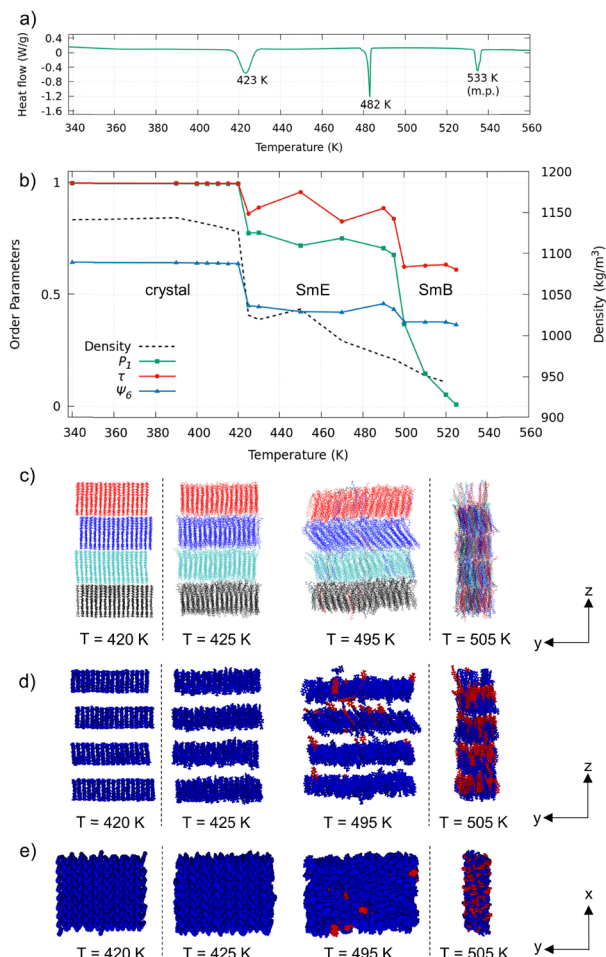 a)
Heat flow (W/g)
0.4
0
-0.4
-0.8
-1.2
-1.6
423 K
482 K
533 K
(m.p.)
340 360 380 400 420 440 460 480 500 520 540 560
Temperature (K)
b)
Order Parameters
1
0.5
0
Density (kg/m³)
1200
1150
1100
1050
1000
950
900
crystal
SmE
SmB
Density
P₁
τ
Ψ₆
340 360 380 400 420 440 460 480 500 520 540 560
Temperature (K)
c)
T = 420 K T = 425 K T = 495 K T = 505 K
z
y
d)
T = 420 K T = 425 K T = 495 K T = 505 K
z
y
e)
T = 420 K T = 425 K T = 495 K T = 505 K
x
y